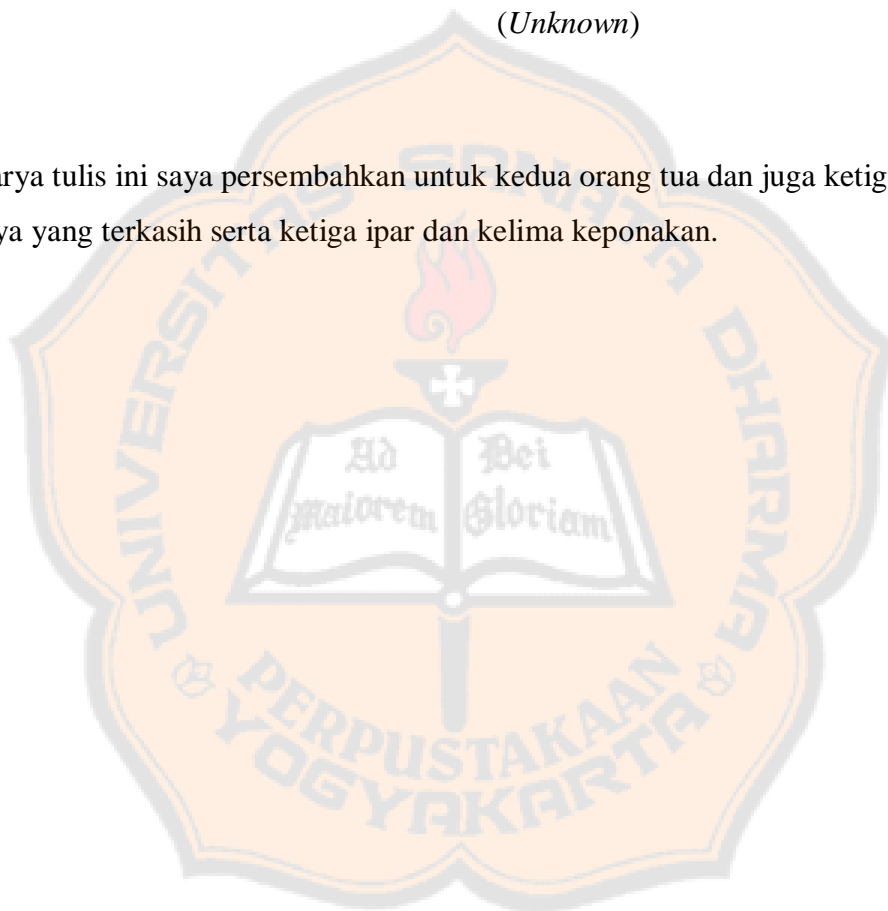 (Unknown)
arya tulis ini saya persembahkan untuk kedua orang tua dan juga ketig
ya yang terkasih serta ketiga ipar dan kelima keponakan.
UNIVERSITAS SANATA DHARMA
Ad Dei
Maiorem Gloriam
PERPUSTAKAAN
YOGYAKARTA